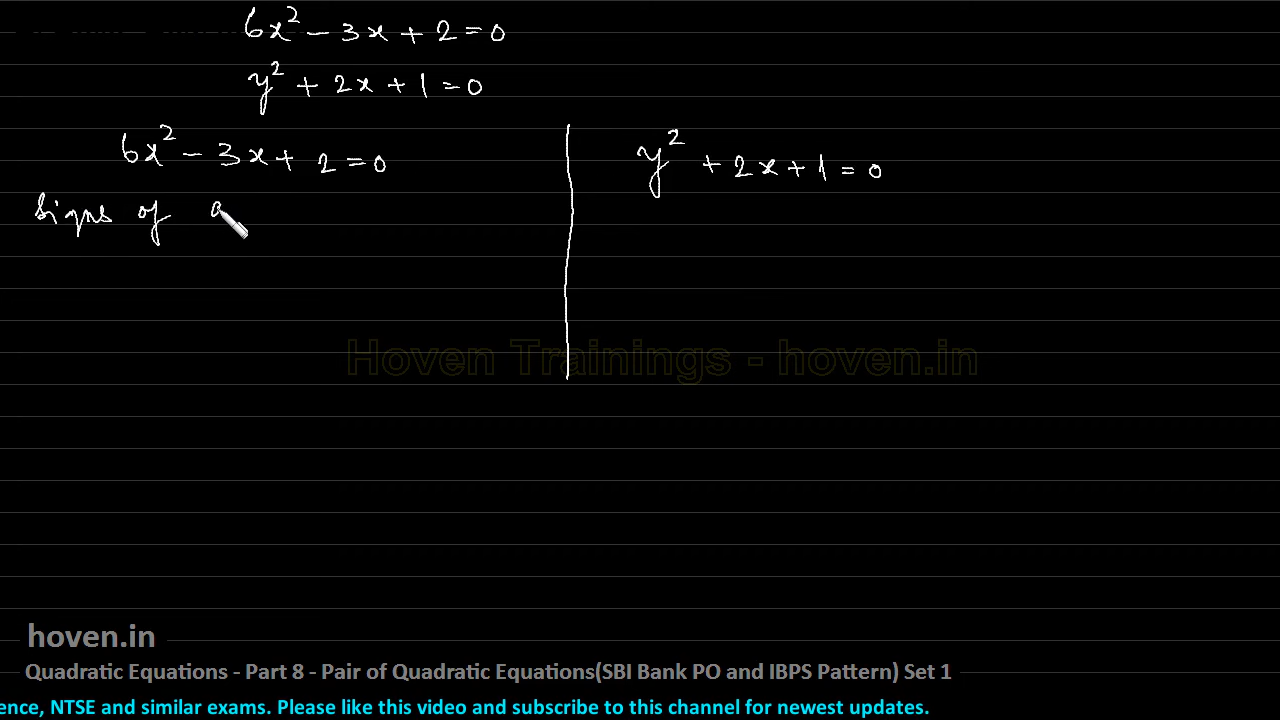 6x² - 3x + 2 = 0
y² + 2x + 1 = 0
6x² - 3x + 2 = 0
y² + 2x + 1 = 0
Signs of a
Hoven Trainings - hoven.in
hoven.in
Quadratic Equations - Part 8 - Pair of Quadratic Equations(SBI Bank PO and IBPS Pattern) Set 1
ence, NTSE and similar exams. Please like this video and subscribe to this channel for newest updates.